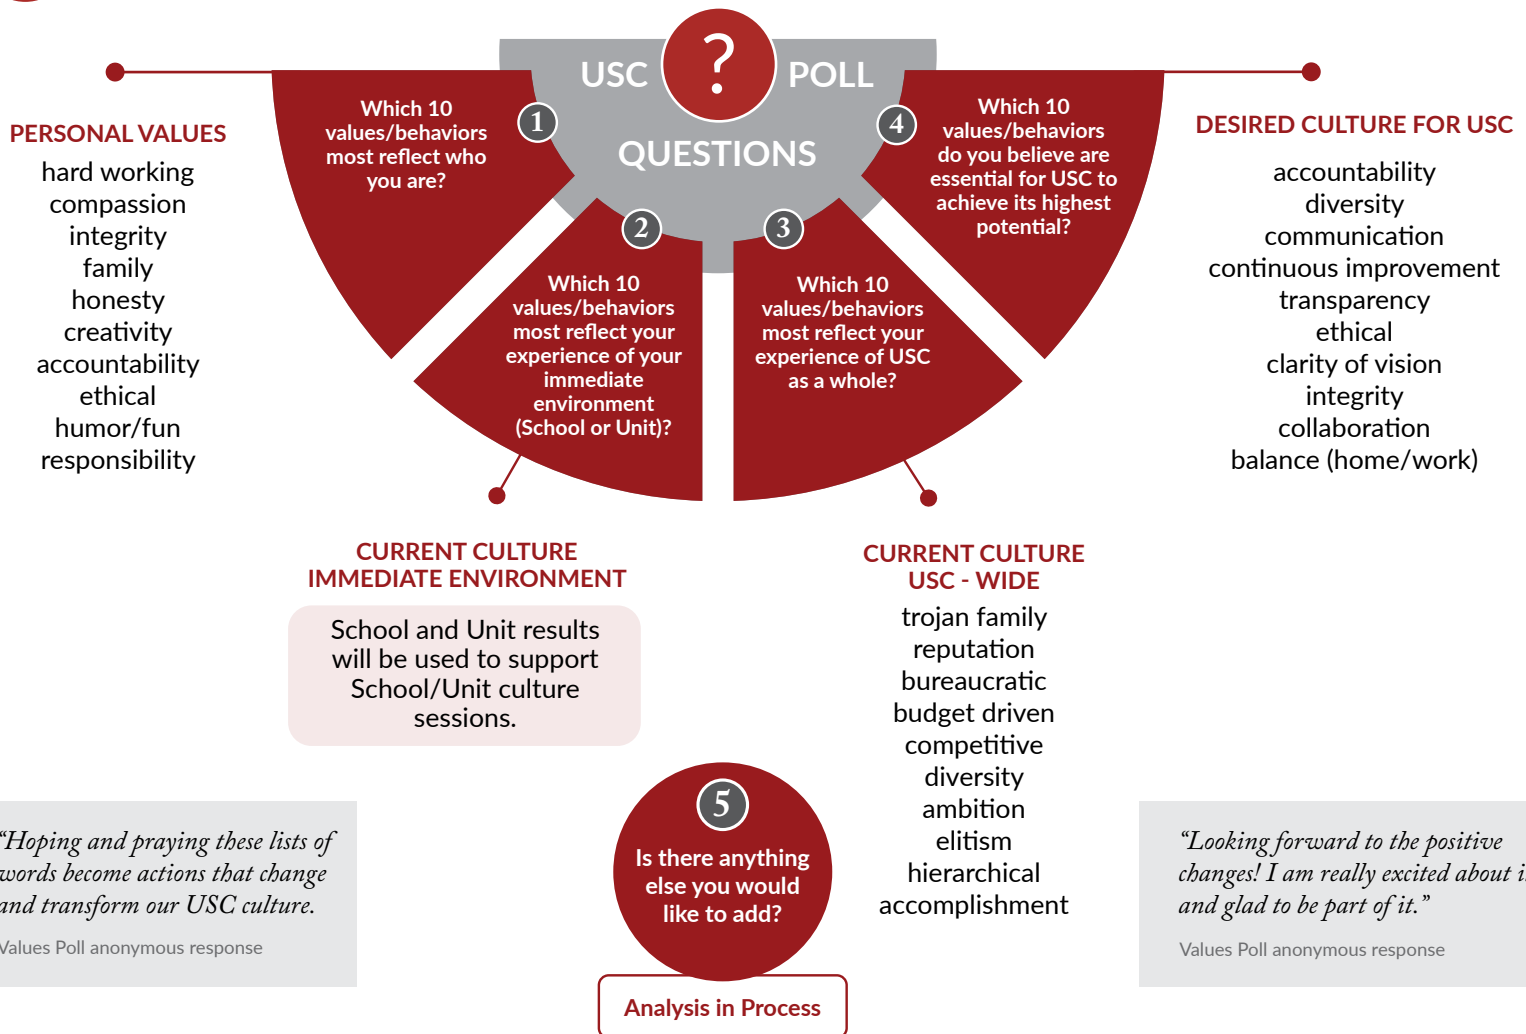 USC ? POLL
QUESTIONS
1
Which 10
values/behaviors
most reflect who
you are?
2
Which 10
values/behaviors
most reflect your
experience of your
immediate
environment
(School or Unit)?
3
Which 10
values/behaviors
most reflect your
experience of USC
as a whole?
4
Which 10
values/behaviors
do you believe are
essential for USC to
achieve its highest
potential?
PERSONAL VALUES
hard working
compassion
integrity
family
honesty
creativity
accountability
ethical
humor/fun
responsibility
CURRENT CULTURE
IMMEDIATE ENVIRONMENT
School and Unit results
will be used to support
School/Unit culture
sessions.
CURRENT CULTURE
USC - WIDE
trojan family
reputation
bureaucratic
budget driven
competitive
diversity
ambition
elitism
hierarchical
accomplishment
DESIRED CULTURE FOR USC
accountability
diversity
communication
continuous improvement
transparency
ethical
clarity of vision
integrity
collaboration
balance (home/work)
5
Is there anything
else you would
like to add?
Analysis in Process
“Hoping and praying these lists of
words become actions that change
and transform our USC culture.
Values Poll anonymous response
“Looking forward to the positive
changes! I am really excited about
and glad to be part of it.”
Values Poll anonymous response